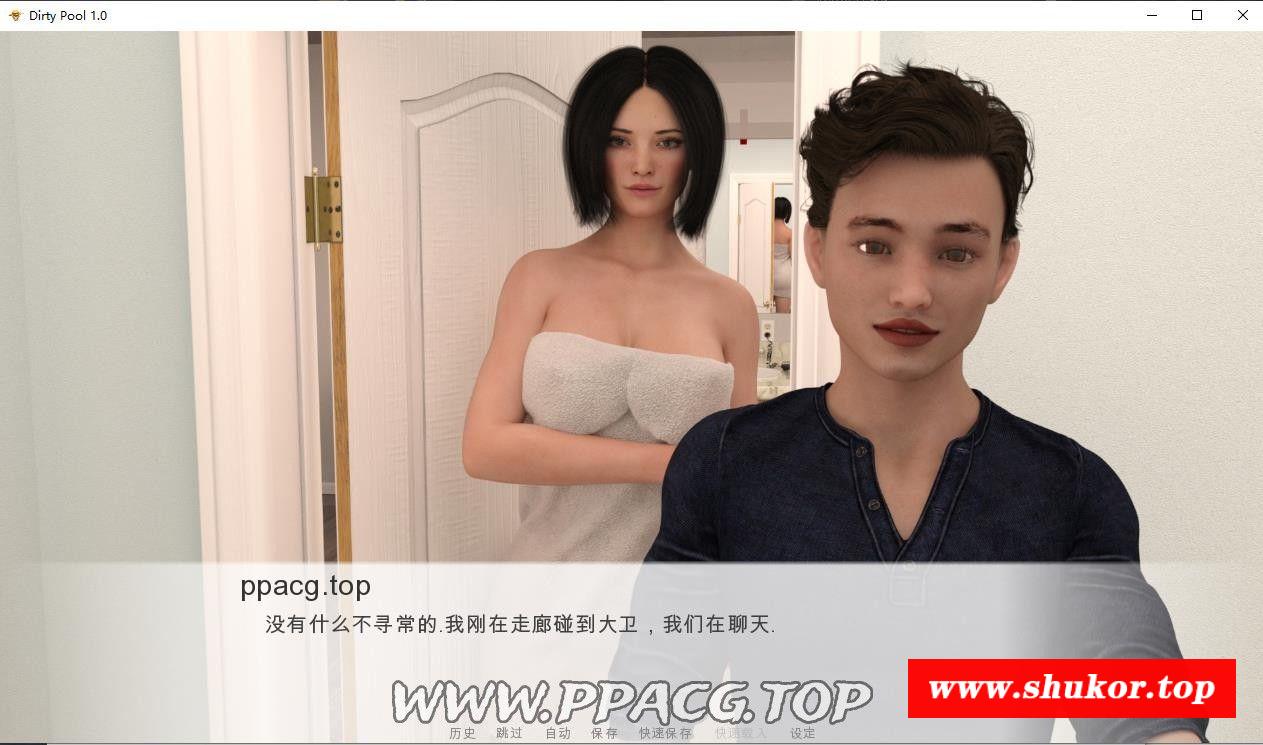 Dirty Pool 1.0
ppacg.top
没有什么不寻常的.我刚在走廊碰到大卫，我们在聊天.
WWW.PPACG.TOP
www.shukor.top
历史 跳过 自动 保存 快速保存 快速载入 设定